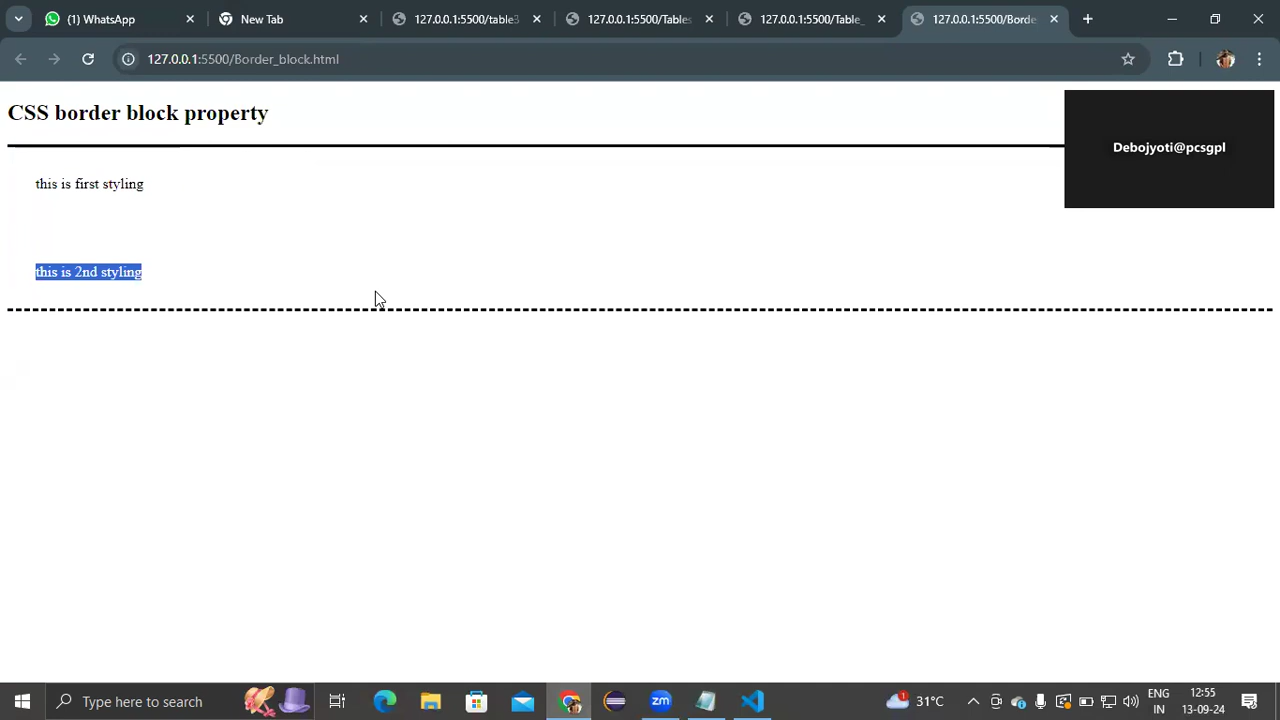 (1) WhatsApp
New Tab
127.0.0.1:5500/table3
127.0.0.1:5500/Tables
127.0.0.1:5500/Table_
127.0.0.1:5500/Borde
127.0.0.1:5500/Border_block.html
CSS border block property
Debojyoti@pcsgpl
this is first styling
this is 2nd styling
Type here to search
zm
1
31°C
ENG
IN
12:55
13-09-24